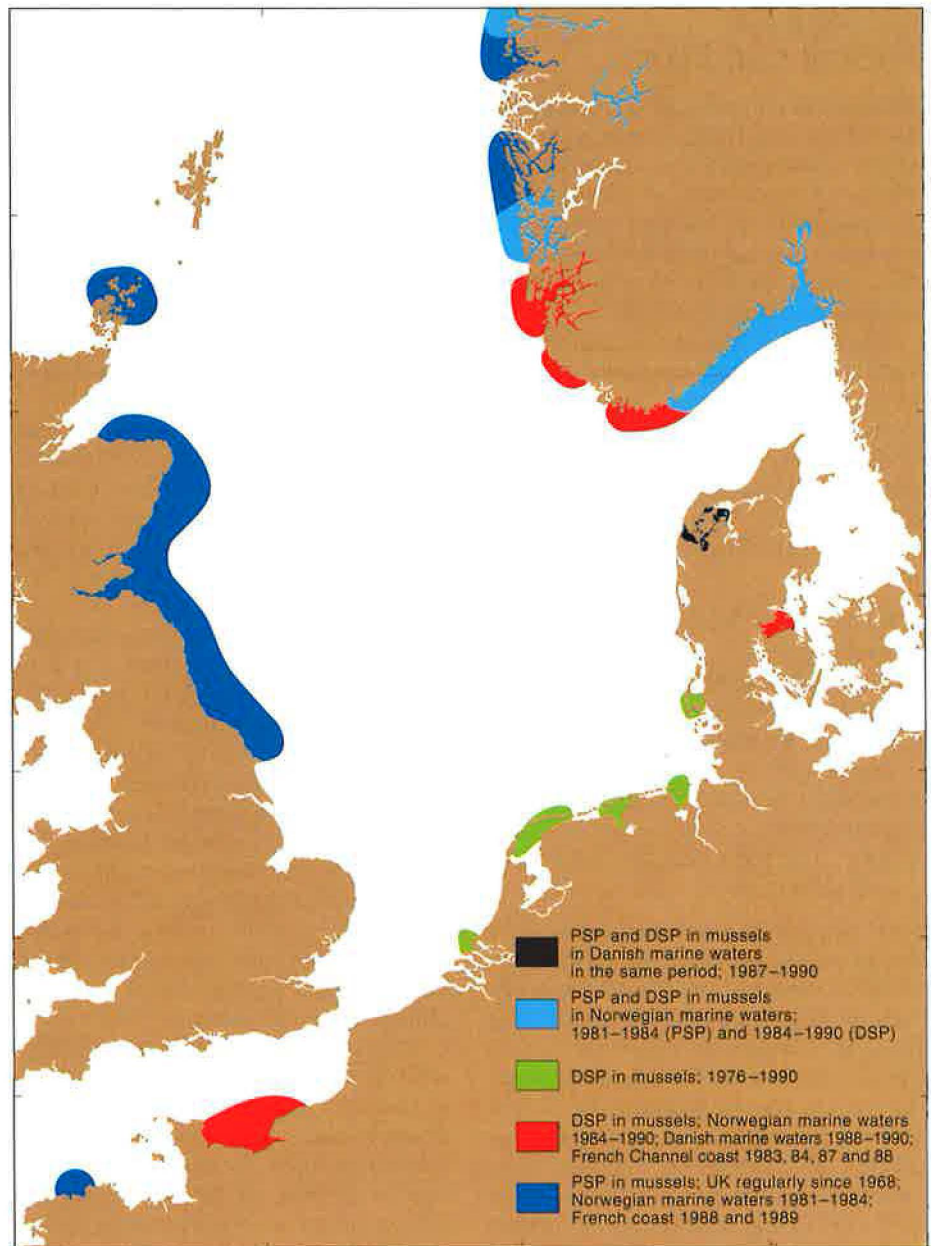 PSP and DSP in mussels
in Danish marine waters
in the same period; 1987–1990
PSP and DSP in mussels
in Norwegian marine waters;
1981–1984 (PSP) and 1984–1990 (DSP)
DSP in mussels; 1976–1990
DSP in mussels; Norwegian marine waters
1984–1990; Danish marine waters 1988–1990;
French Channel coast 1983, 84, 87 and 88
PSP in mussels; UK regularly since 1968;
Norwegian marine waters 1981–1984;
French coast 1988 and 1989